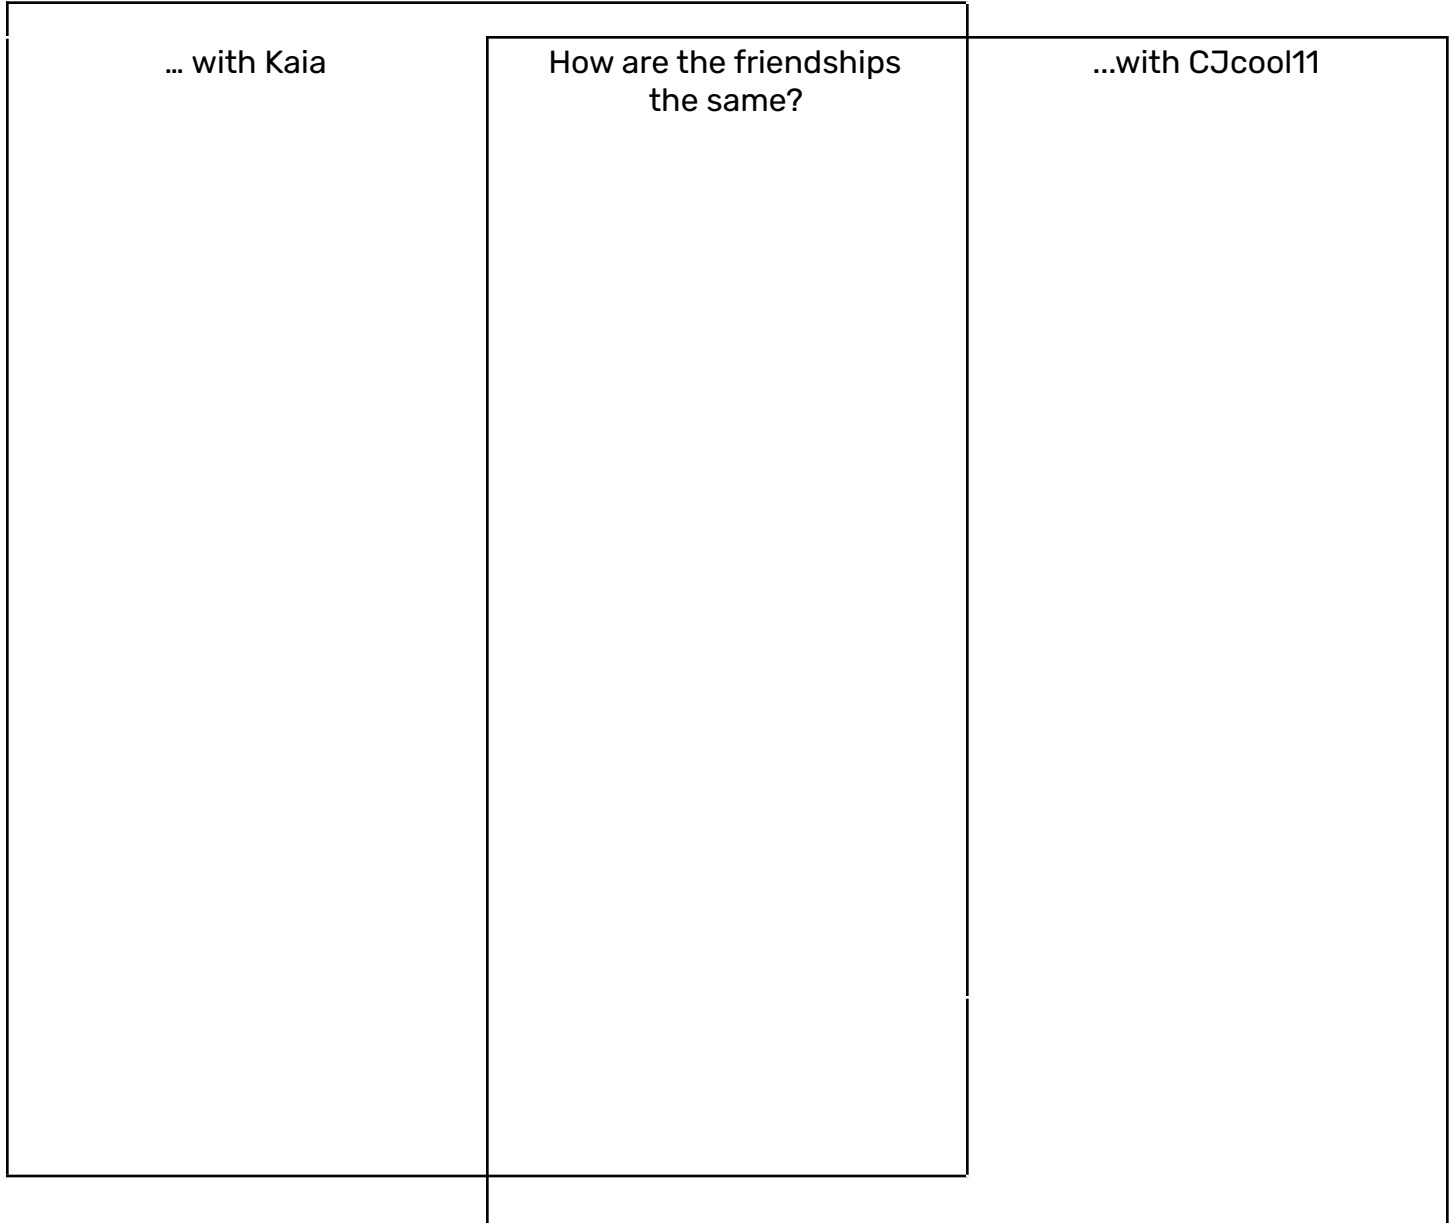 … with Kaia
How are the friendships
the same?
...with CJcool11